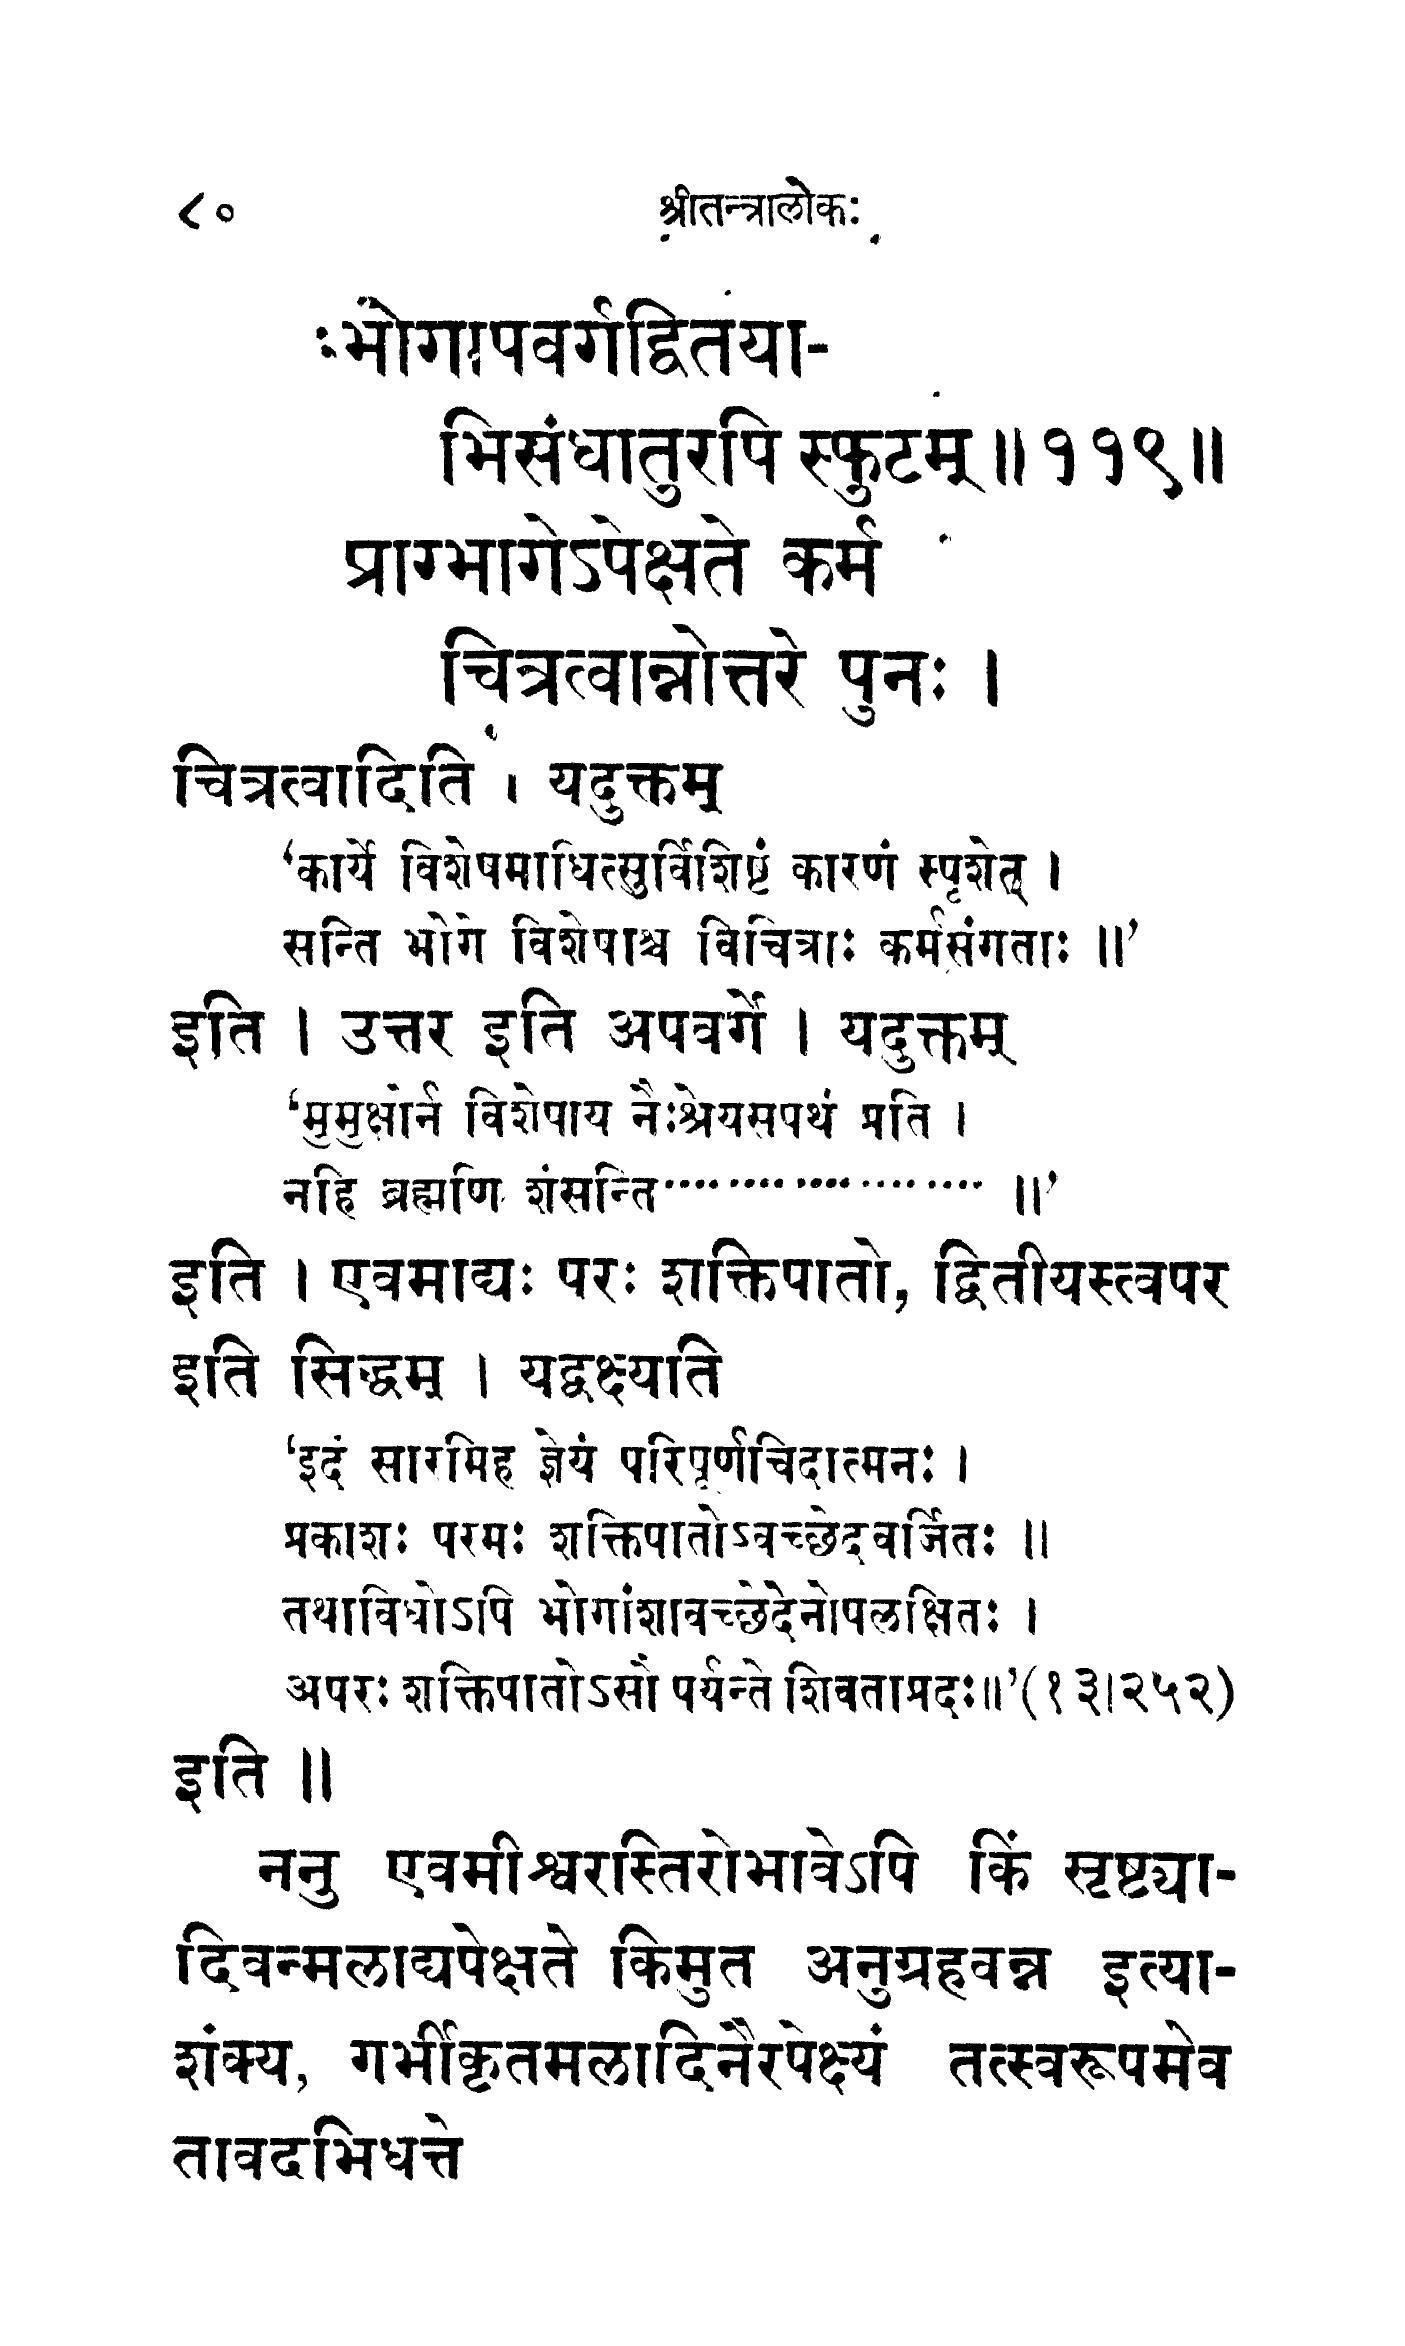 ८० श्रीतन्त्रालोकः
भोगापवर्गद्वितया-
भिसंधातुरपि स्फुटम् ॥ ११९ ॥
प्राग्भागेऽपेक्षते कर्म
चित्रत्वान्नोत्तरे पुनः ।
चित्रत्वादिति । यदुक्तम्
‘कार्ये विशेषमाधित्सुर्विशिष्टं कारणं स्पृशेत् ।
सन्ति भोगे विशेषाश्च विचित्राः कर्मसंगताः ॥’
इति । उत्तर इति अपवर्गे । यदुक्तम्
‘मुमुक्षोर्न विशेषाय नैःश्रेयसपथं प्रति ।
नहि ब्रह्मणि शंसन्ति···················· ॥’
इति । एवमाद्यः परः शक्तिपातो, द्वितीयस्त्वपर
इति सिद्धम् । यद्वक्ष्यति
‘इदं सारमिह ज्ञेयं परिपूर्णचिदात्मनः ।
प्रकाशः परमः शक्तिपातोऽवच्छेदवर्जितः ॥
तथाविधोऽपि भोगांशावच्छेदेनोपलक्षितः ।
अपरः शक्तिपातोऽसौ पर्यन्ते शिवताप्रदः॥’(१३।२५२)
इति ॥
ननु एवमीश्वरस्तिरोभावेऽपि किं सृष्ट्या-
दिवन्मलाद्यपेक्षते किमुत अनुग्रहवन्न इत्या-
शंक्य, गर्भीकृतमलादिनैरपेक्ष्यं तत्स्वरूपमेव
तावदभिधत्ते